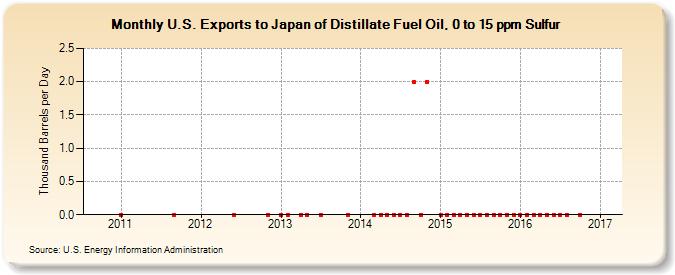 Monthly U.S. Exports to Japan of Distillate Fuel Oil, 0 to 15 ppm Sulfur
Thousand Barrels per Day
2.5
2.0
1.5
1.0
0.5
0.0
2011 2012 2013 2014 2015 2016 2017
Source: U.S. Energy Information Administration